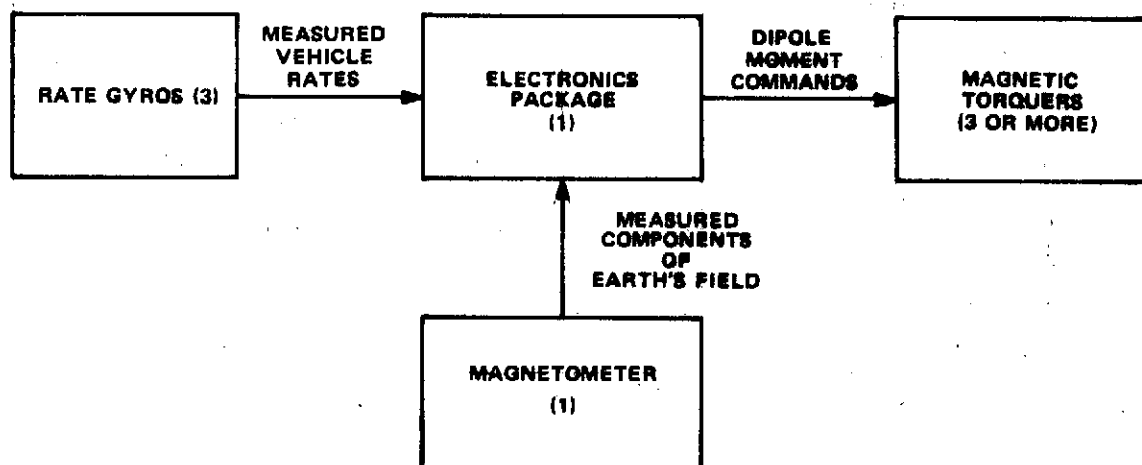 RATE GYROS (3)
MEASURED
VEHICLE
RATES
ELECTRONICS
PACKAGE
(1)
DIPOLE
MOMENT
COMMANDS
MAGNETIC
TORQUERS
(3 OR MORE)
MEASURED
COMPONENTS
OF
EARTH'S FIELD
MAGNETOMETER
(1)